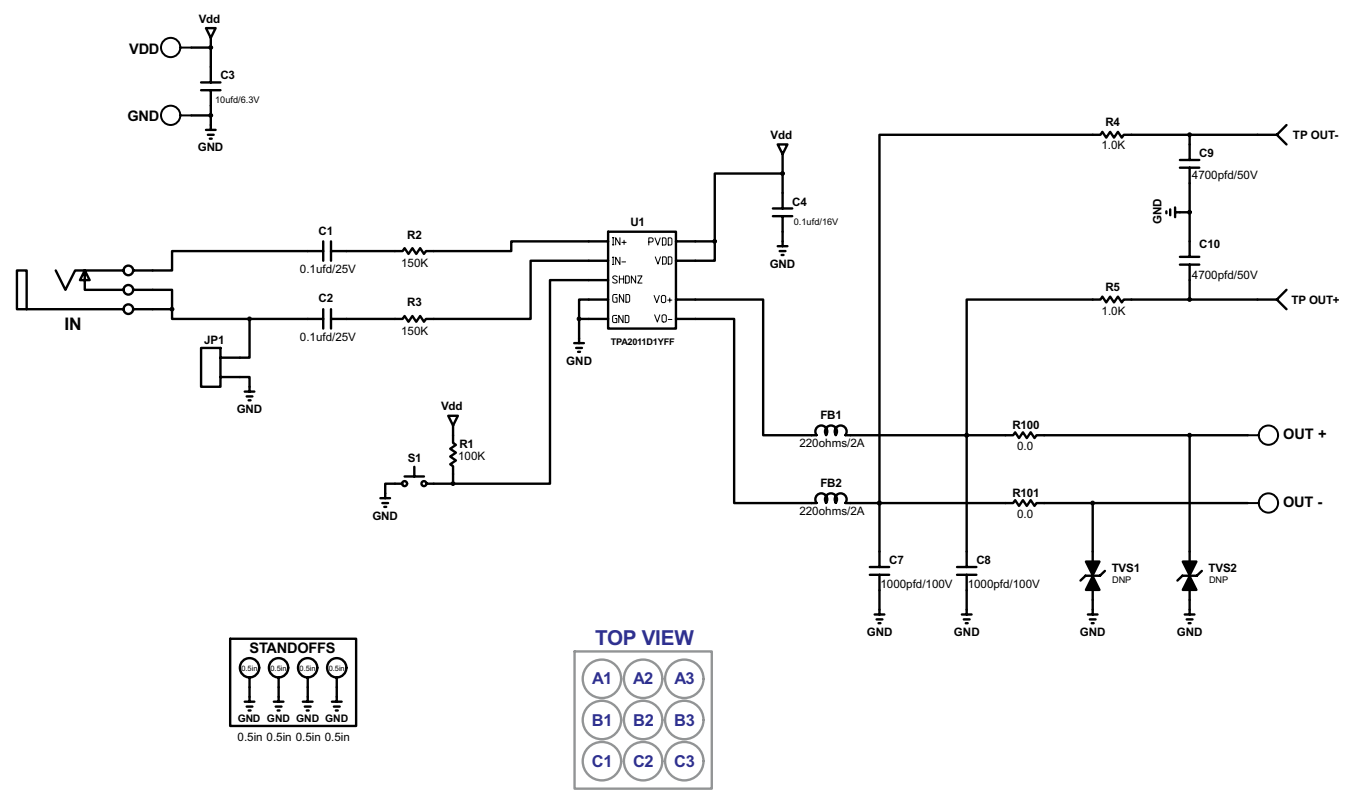 Vdd
VDD
C3
10ufd/6.3V
GND
GND
R4
1.0K
TP OUT-
C9
4700pfd/50V
Vdd
C4
0.1ufd/16V
GND
GND
C10
4700pfd/50V
R5
1.0K
TP OUT+
U1
IN+ PVDD
IN- VDD
SHDNZ
GND VO+
GND VO-
TPA2011D1YFF
GND
C1
0.1ufd/25V
R2
150K
C2
0.1ufd/25V
R3
150K
IN
JP1
GND
Vdd
R1
100K
S1
GND
FB1
220ohms/2A
R100
0.0
OUT +
FB2
220ohms/2A
R101
0.0
OUT -
C7
1000pfd/100V
GND
C8
1000pfd/100V
GND
TVS1
DNP
GND
TVS2
DNP
GND
STANDOFFS
0.5in 0.5in 0.5in 0.5in
GND GND GND GND
0.5in 0.5in 0.5in 0.5in
TOP VIEW
A1 A2 A3
B1 B2 B3
C1 C2 C3